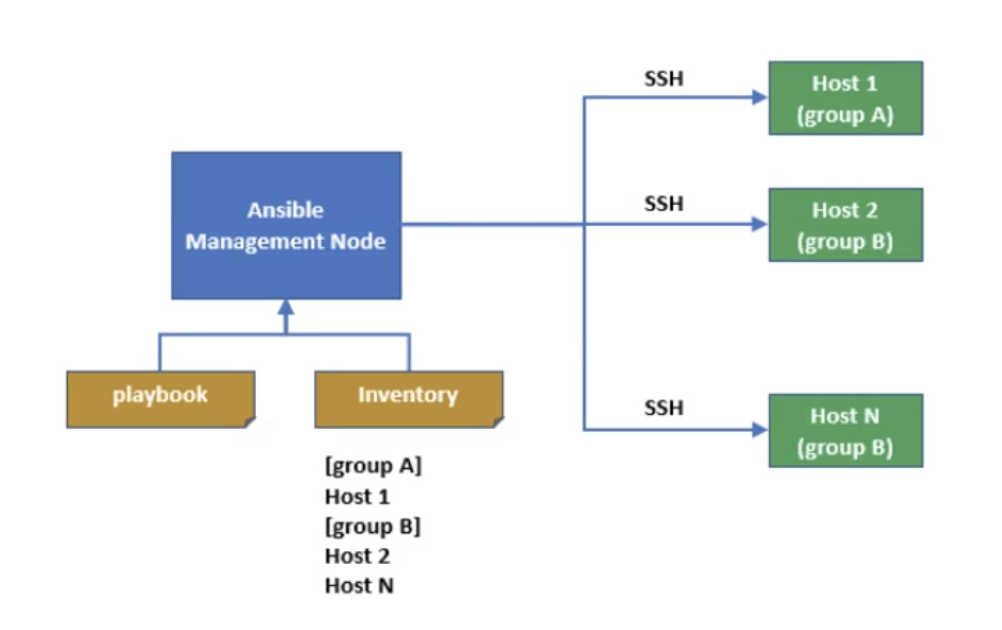 SSH
Host 1
(group A)
Ansible
Management Node
SSH
Host 2
(group B)
playbook
Inventory
SSH
Host N
(group B)
[group A]
Host 1
[group B]
Host 2
Host N